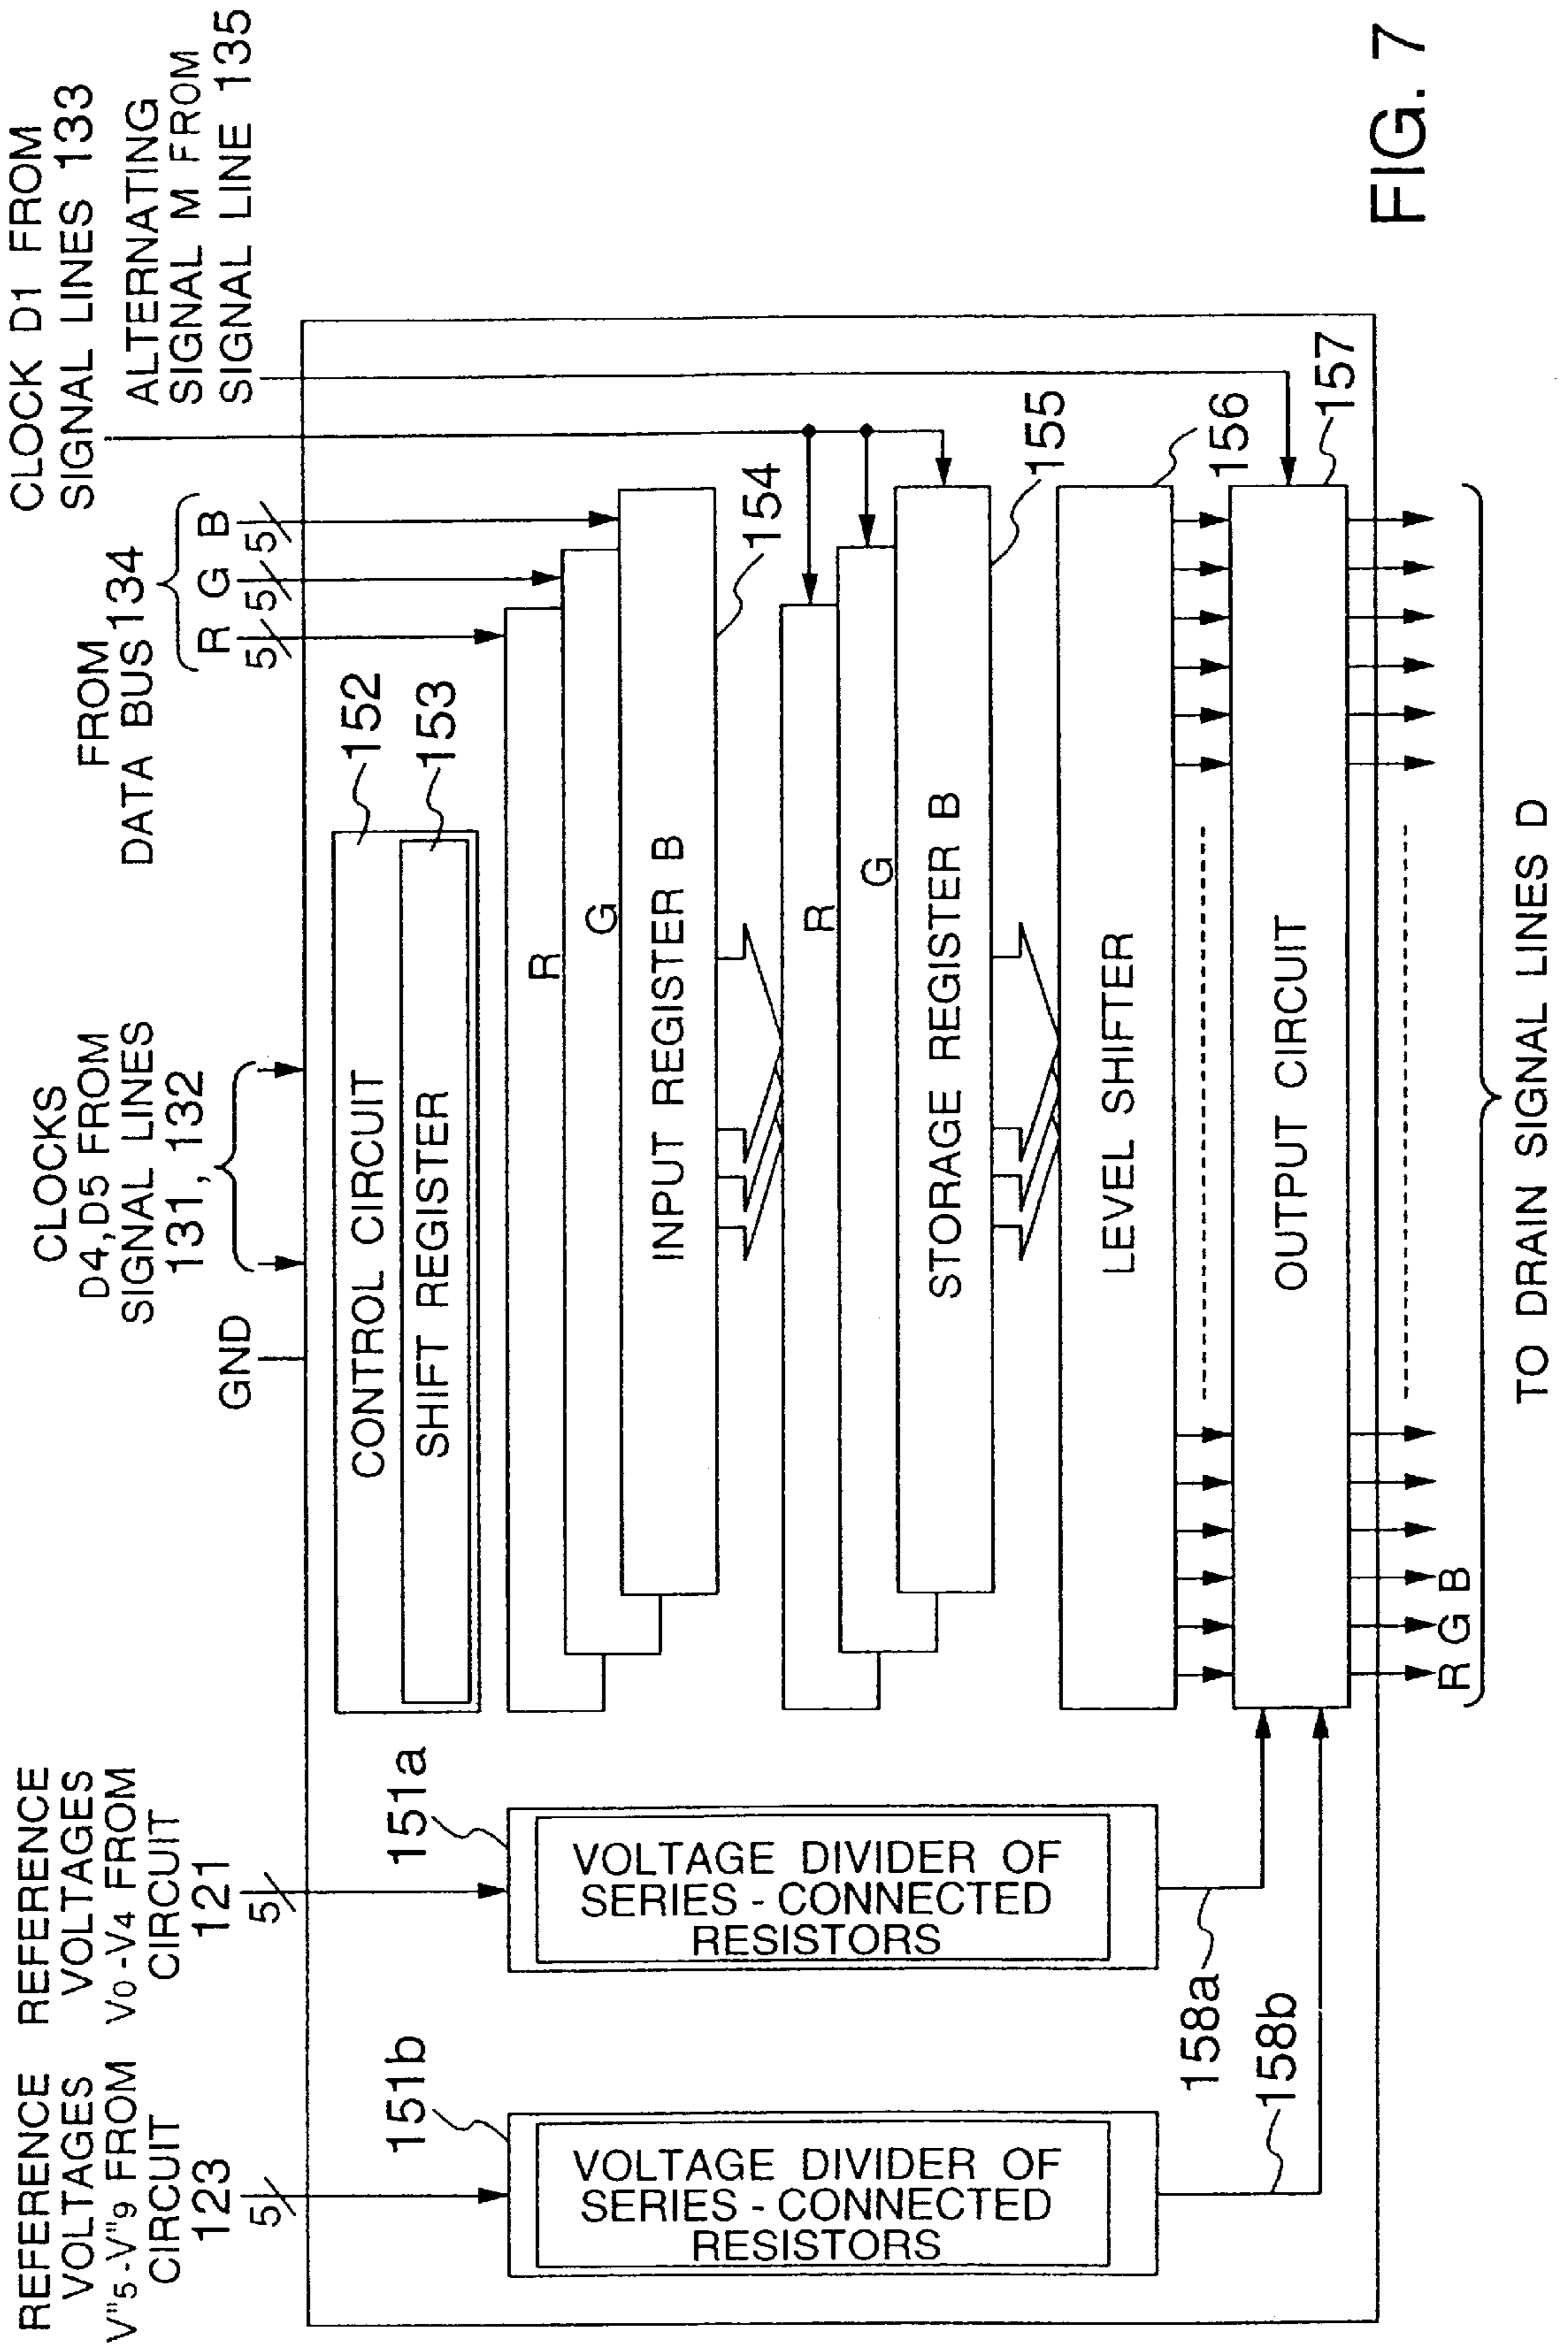 REFERENCE
VOLTAGES
V"5-V"9 FROM
CIRCUIT
123
5
REFERENCE
VOLTAGES
V0-V4 FROM
CIRCUIT
121
5
GND
CLOCKS
D4,D5 FROM
SIGNAL LINES
131, 132
FROM
DATA BUS 134
R G B
5 5 5
CLOCK D1 FROM
SIGNAL LINES 133
ALTERNATING
SIGNAL M FROM
SIGNAL LINE 135
151b
VOLTAGE DIVIDER OF
SERIES - CONNECTED
RESISTORS
151a
VOLTAGE DIVIDER OF
SERIES - CONNECTED
RESISTORS
CONTROL CIRCUIT
152
SHIFT REGISTER
153
R
G
INPUT REGISTER B
154
R
G
STORAGE REGISTER B
155
LEVEL SHIFTER
156
158a
158b
OUTPUT CIRCUIT
157
R G B
TO DRAIN SIGNAL LINES D
FIG. 7